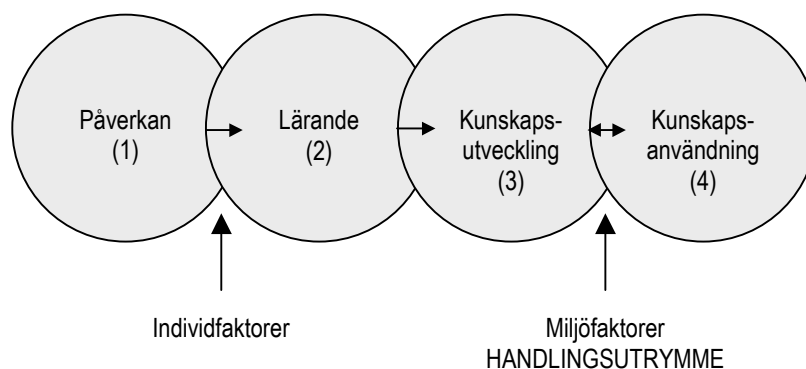 Påverkan
(1)
Lärande
(2)
Kunskaps-
utveckling
(3)
Kunskaps-
användning
(4)
Individfaktorer
Miljöfaktorer
HANDLINGSUTRYMME